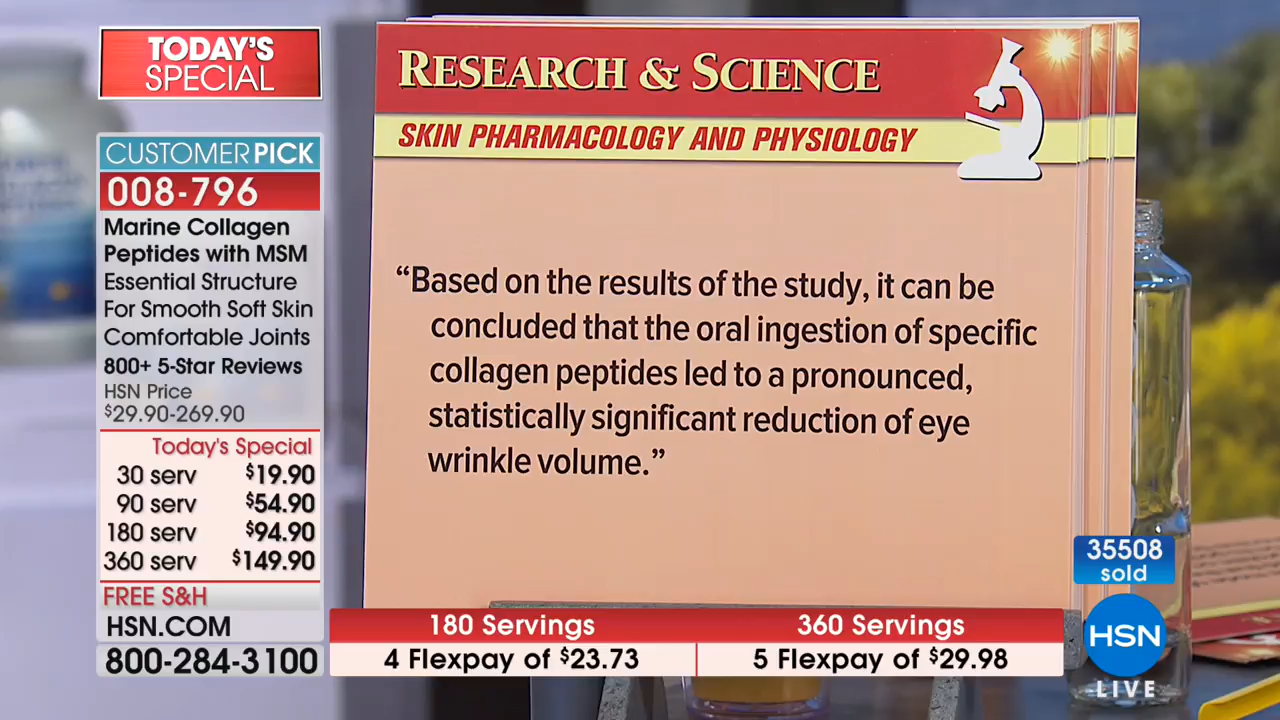 TODAY'S
SPECIAL
CUSTOMER PICK
008-796
Marine Collagen
Peptides with MSM
Essential Structure
For Smooth Soft Skin
Comfortable Joints
800+ 5-Star Reviews
HSN Price
$29.90-269.90
Today's Special
30 serv $19.90
90 serv $54.90
180 serv $94.90
360 serv $149.90
FREE S&H
HSN.COM
800-284-3100
RESEARCH & SCIENCE
SKIN PHARMACOLOGY AND PHYSIOLOGY
“Based on the results of the study, it can be
concluded that the oral ingestion of specific
collagen peptides led to a pronounced,
statistically significant reduction of eye
wrinkle volume.”
35508
sold
180 Servings
4 Flexpay of $23.73
360 Servings
5 Flexpay of $29.98
HSN
LIVE